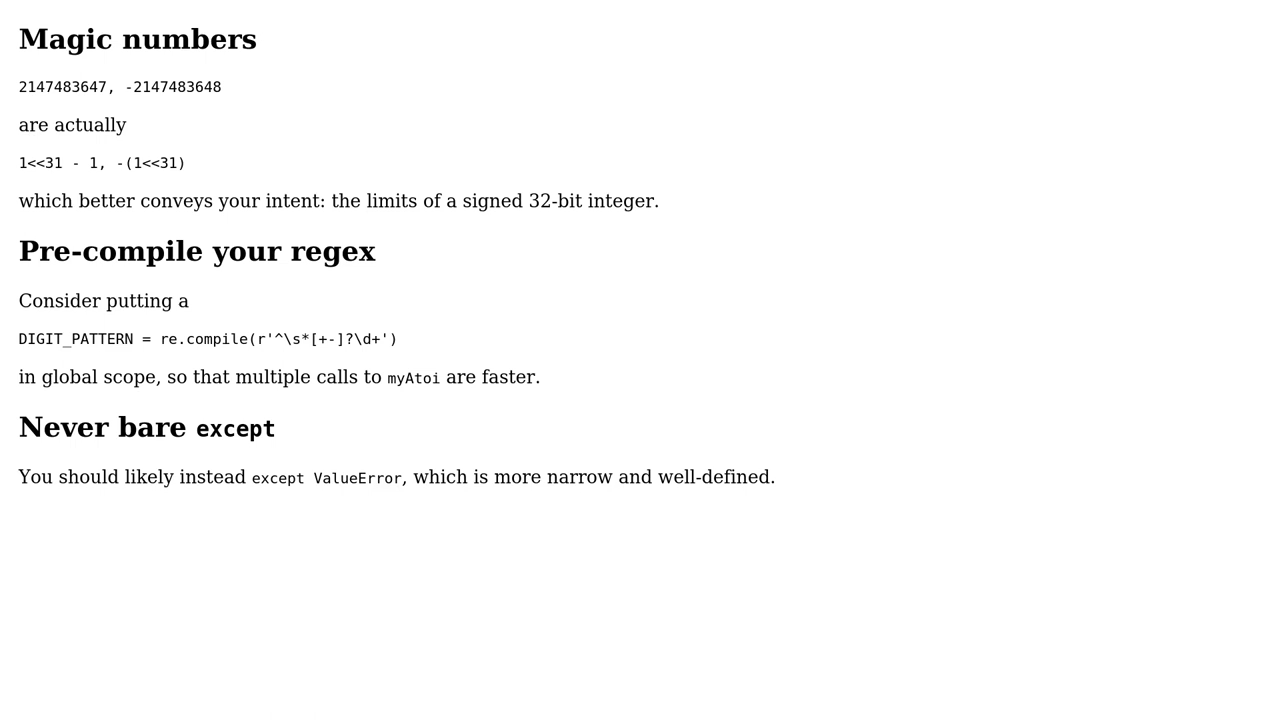 Magic numbers
2147483647, -2147483648
are actually
1<<31 - 1, -(1<<31)
which better conveys your intent: the limits of a signed 32-bit integer.
Pre-compile your regex
Consider putting a
DIGIT_PATTERN = re.compile(r'^\s*[+-]?\d+')
in global scope, so that multiple calls to myAtoi are faster.
Never bare except
You should likely instead except ValueError, which is more narrow and well-defined.